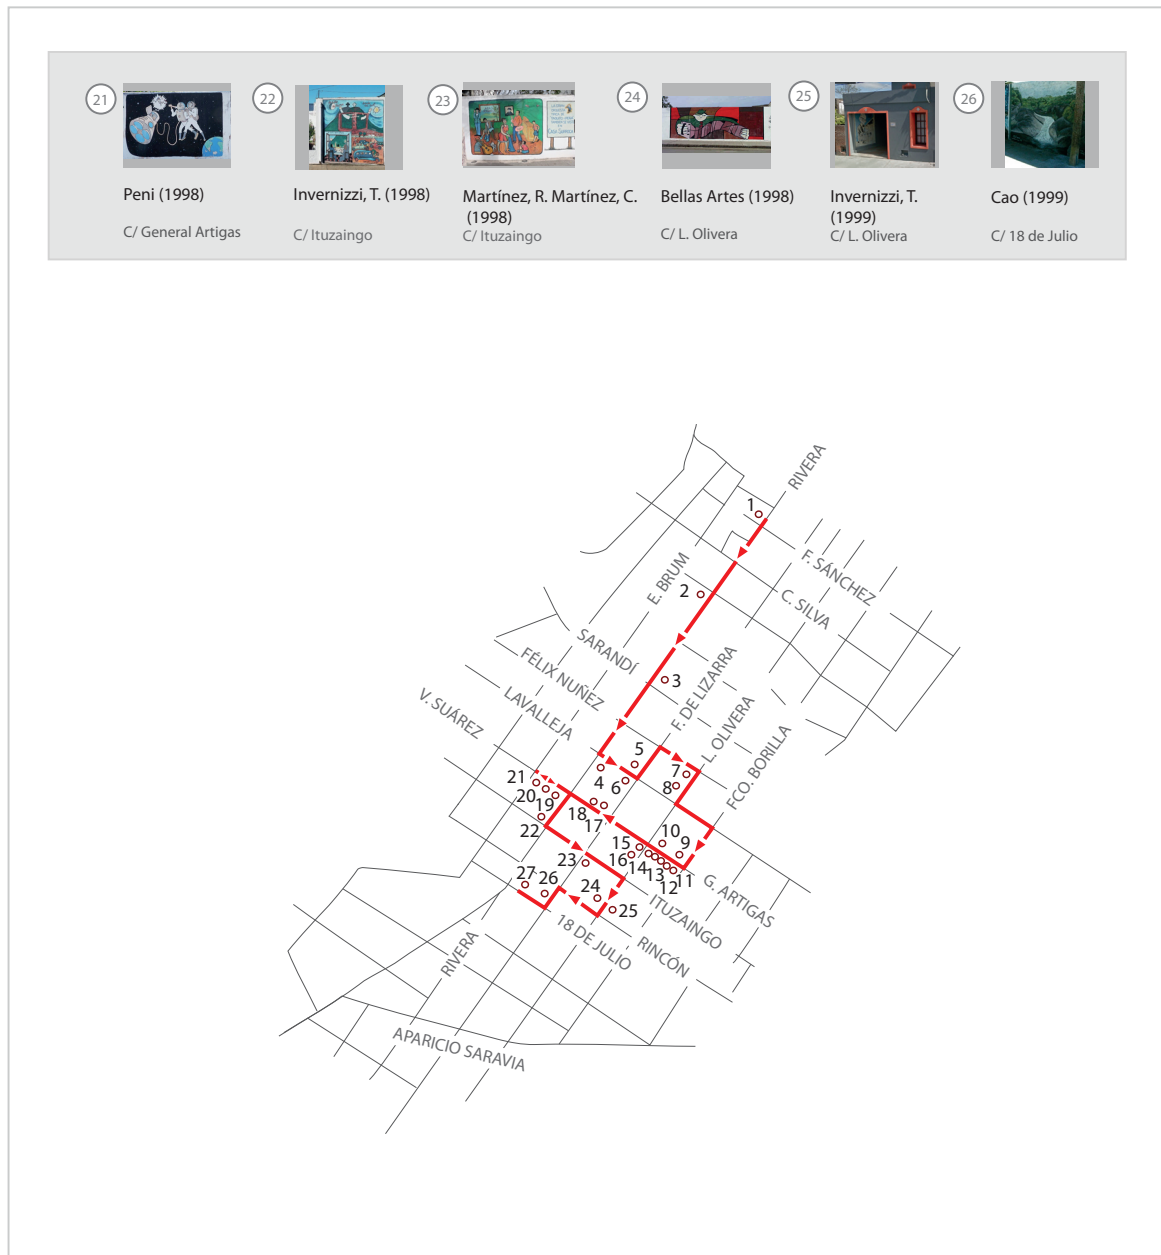 21
22
23
24
25
26
Peni (1998)
C/ General Artigas
Invernizzi, T. (1998)
C/ Ituzaingo
Martínez, R. Martínez, C.
(1998)
C/ Ituzaingo
Bellas Artes (1998)
C/ L. Olivera
Invernizzi, T.
(1999)
C/ L. Olivera
Cao (1999)
C/ 18 de Julio
RIVERA
1
F. SÁNCHEZ
E. BRUM
2
C. SILVA
SARANDÍ
FÉLIX NUÑEZ
3
F. DE LIZARRA
LAVALLEJA
V. SUÁREZ
L. OLIVERA
FCO. BORILLA
5
4
6
7
8
21
20
19
18
17
22
10
9
15
16
14
13
12
11
23
G. ARTIGAS
27
26
24
25
ITUZAINGO
18 DE JULIO
RINCÓN
RIVERA
APARICIO SARAVIA